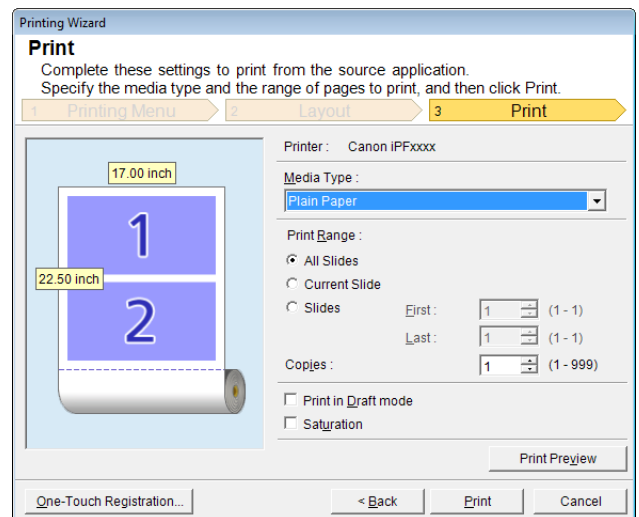 Printing Wizard
Print
Complete these settings to print from the source application.
Specify the media type and the range of pages to print, and then click Print.
1 Printing Menu 2 Layout 3 Print
Printer : Canon iPFxxxx
17.00 inch
Media Type :
Plain Paper
1
Print Range :
All Slides
22.50 inch
Current Slide
2
Slides First : 1 (1 - 1)
Last : 1 (1 - 1)
Copies : 1 (1 - 999)
Print in Draft mode
Saturation
Print Preview
One-Touch Registration... < Back Print Cancel